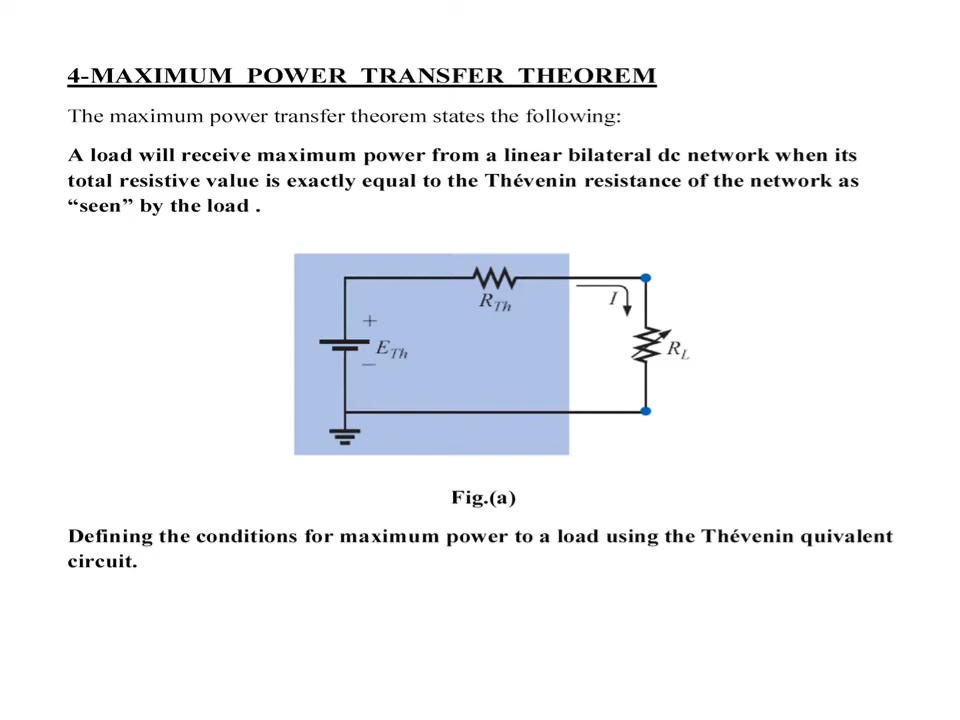 4-MAXIMUM POWER TRANSFER THEOREM
The maximum power transfer theorem states the following:
A load will receive maximum power from a linear bilateral dc network when its
total resistive value is exactly equal to the Thévenin resistance of the network as
“seen” by the load .
R_Th
I
+
E_Th
R_L
–
Fig.(a)
Defining the conditions for maximum power to a load using the Thévenin quivalent
circuit.